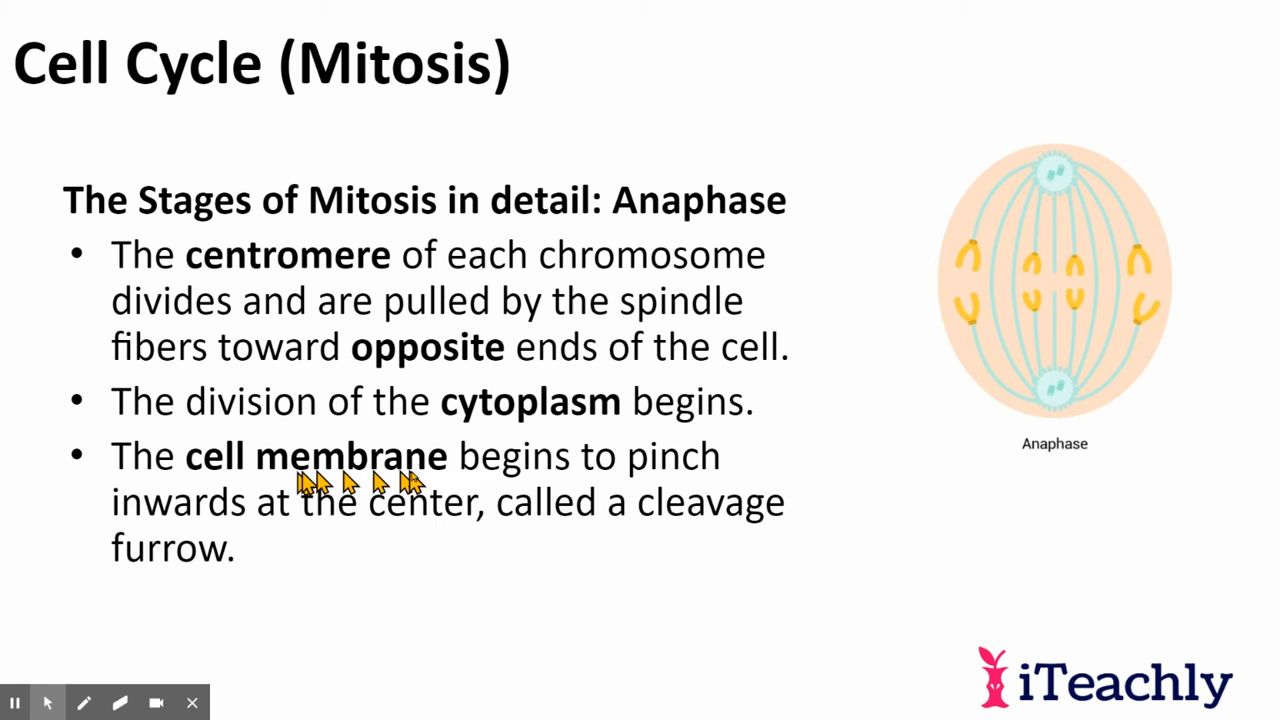 Cell Cycle (Mitosis)
The Stages of Mitosis in detail: Anaphase
• The centromere of each chromosome
divides and are pulled by the spindle
fibers toward opposite ends of the cell.
• The division of the cytoplasm begins.
• The cell membrane begins to pinch
inwards at the center, called a cleavage
furrow.
Anaphase
iTeachly